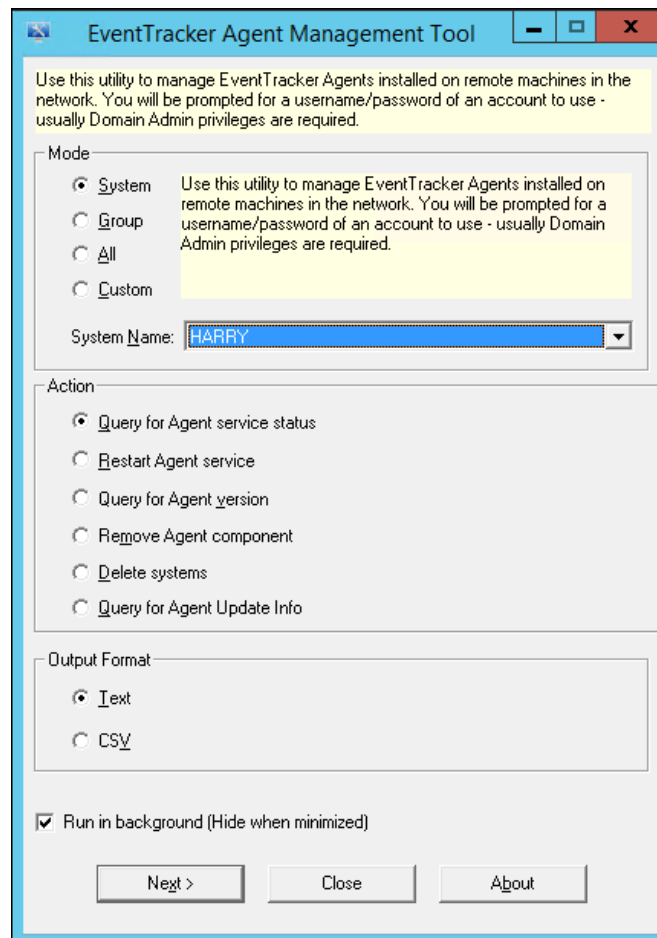 EventTracker Agent Management Tool
Use this utility to manage EventTracker Agents installed on remote machines in the
network. You will be prompted for a username/password of an account to use -
usually Domain Admin privileges are required.
Mode
System
Use this utility to manage EventTracker Agents installed on
remote machines in the network. You will be prompted for a
username/password of an account to use - usually Domain
Admin privileges are required.
Group
All
Custom
System Name:
HARRY
Action
Query for Agent service status
Restart Agent service
Query for Agent version
Remove Agent component
Delete systems
Query for Agent Update Info
Output Format
Text
CSV
Run in background (Hide when minimized)
Next >
Close
About